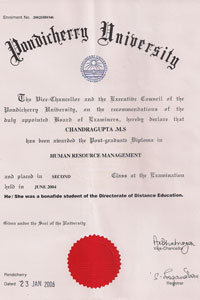 Enrolment No.
Pondicherry University
The Vice-Chancellor and the Executive Council of the
Pondicherry University, on the recommendations of the
duly appointed Board of Examiners, hereby declare that
CHANDRAGUPTA .M.S
has been awarded the Post-graduate Diploma in
HUMAN RESOURCE MANAGEMENT
and placed in SECOND Class at the Examination
held in JUNE 2004
He / She was a bonafide student of the Directorate of Distance Education.
Given under the Seal of the University
Vice-Chancellor
Pondicherry
Dated 23 JAN 2006
Registrar